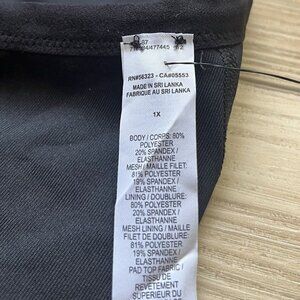 RN#56323 - CA#05553
MADE IN SRI LANKA
FABRIQUE AU SRI LANKA
1X
BODY / CORPS: 80%
POLYESTER
20% SPANDEX /
ELASTHANNE
MESH / MAILLE FILET:
81% POLYESTER
19% SPANDEX /
ELASTHANNE
LINING / DOUBLURE:
80% POLYESTER
20% SPANDEX /
ELASTHANNE
MESH LINING / MAILLE
FILET DE DOUBLURE:
81% POLYESTER
19% SPANDEX /
ELASTHANNE
PAD TOP FABRIC /
TISSU DE
REVETEMENT
SUPERIEUR DU